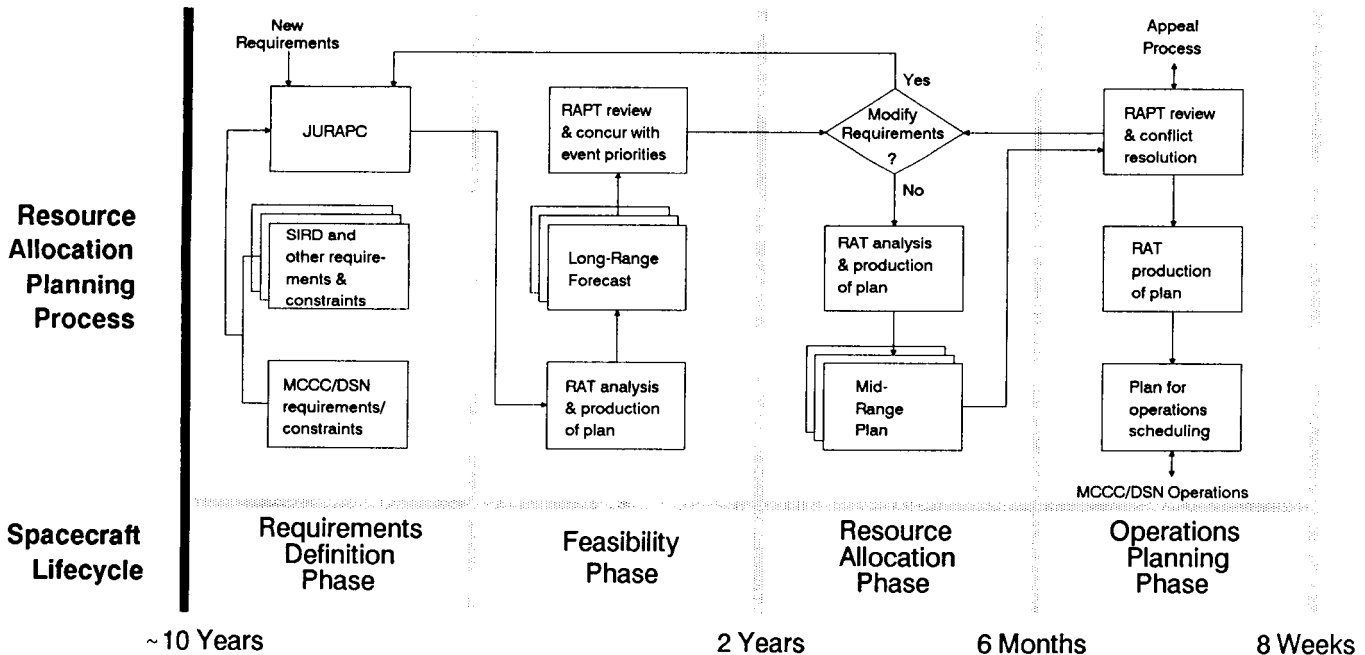 Resource
Allocation
Planning
Process
New
Requirements
JURAPC
SIRD and
other require-
ments &
constraints
MCCC/DSN
requirements/
constraints
RAPT review
& concur with
event priorities
Long-Range
Forecast
RAT analysis
& production
of plan
Yes
Modify
Requirements
?
No
RAT analysis
& production
of plan
Mid-
Range
Plan
Appeal
Process
RAPT review
& conflict
resolution
RAT
production
of plan
Plan for
operations
scheduling
MCCC/DSN Operations
Spacecraft
Lifecycle
Requirements
Definition
Phase
Feasibility
Phase
Resource
Allocation
Phase
Operations
Planning
Phase
~ 10 Years
2 Years
6 Months
8 Weeks